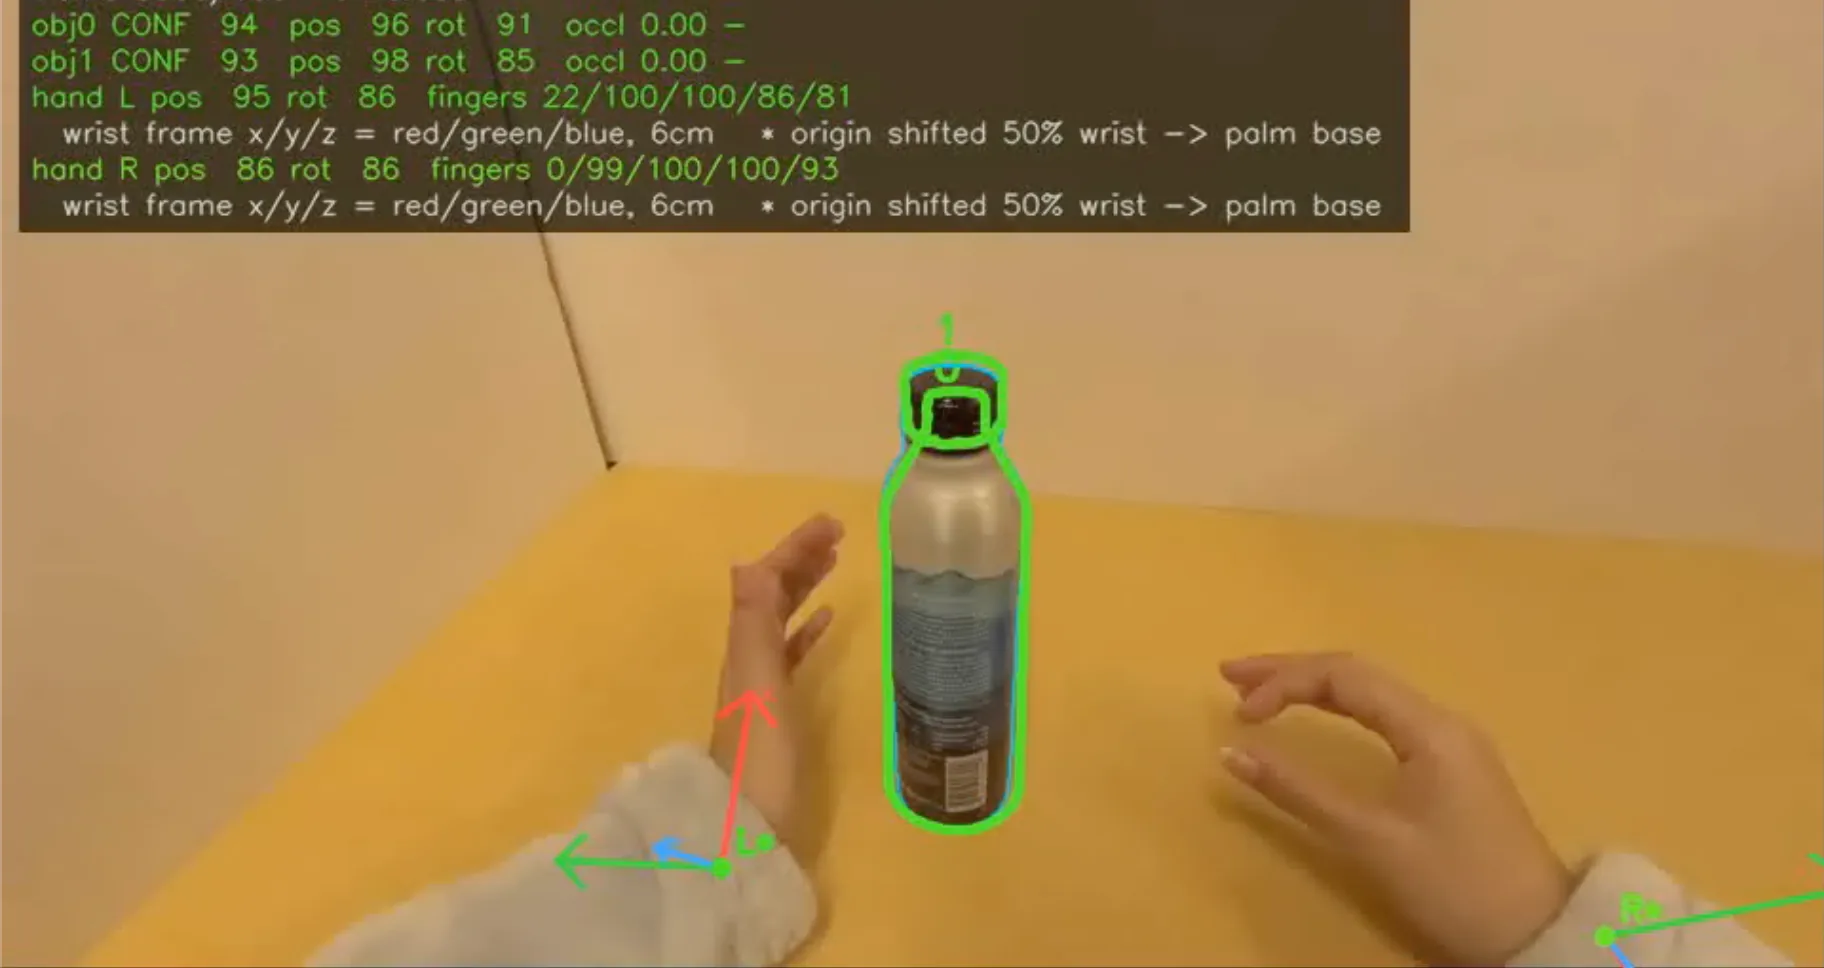 obj0 CONF 94 pos 96 rot 91 occl 0.00 –
obj1 CONF 93 pos 98 rot 85 occl 0.00 –
hand L pos 95 rot 86 fingers 22/100/100/86/81
wrist frame x/y/z = red/green/blue, 6cm * origin shifted 50% wrist -> palm base
hand R pos 86 rot 86 fingers 0/99/100/100/93
wrist frame x/y/z = red/green/blue, 6cm * origin shifted 50% wrist -> palm base
1
0
L*
R*